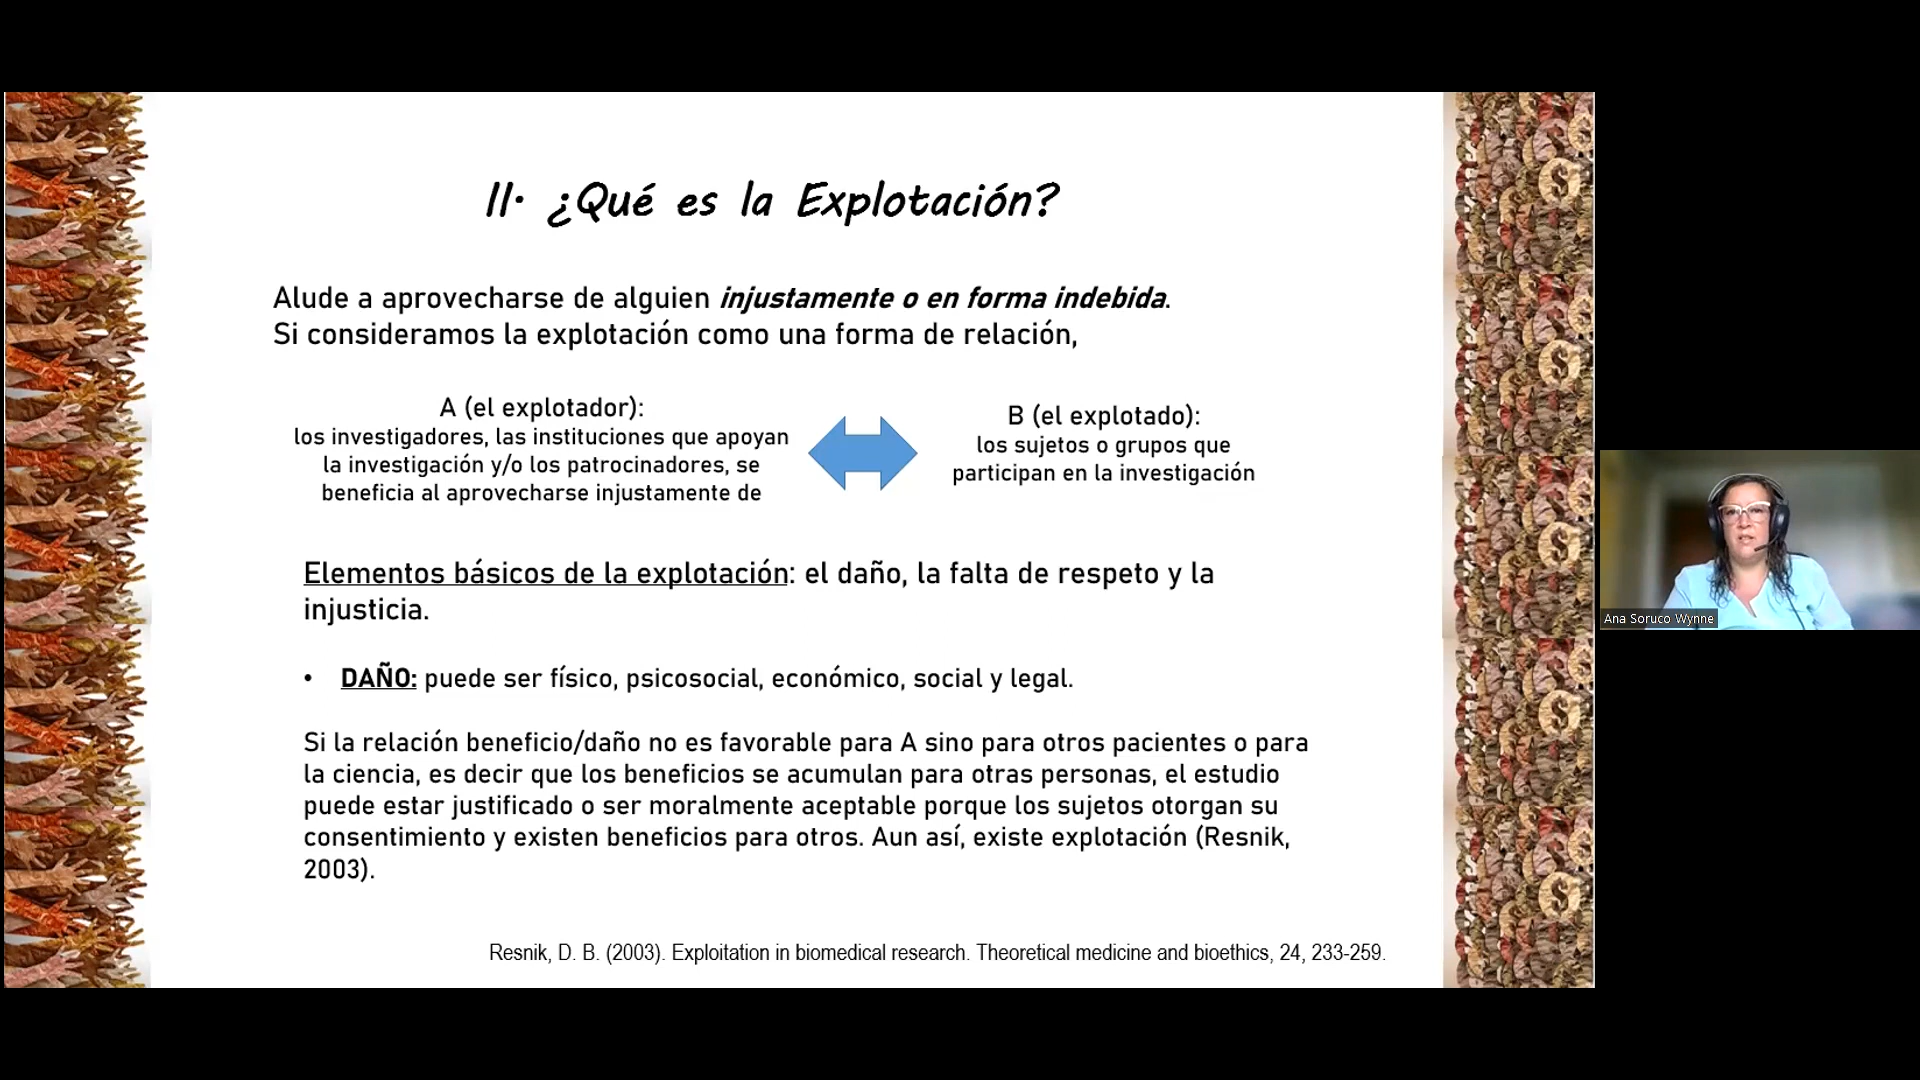 II. ¿Qué es la Explotación?
Alude a aprovecharse de alguien injustamente o en forma indebida.
Si consideramos la explotación como una forma de relación,
A (el explotador):
los investigadores, las instituciones que apoyan
la investigación y/o los patrocinadores, se
beneficia al aprovecharse injustamente de
B (el explotado):
los sujetos o grupos que
participan en la investigación
Elementos básicos de la explotación: el daño, la falta de respeto y la
injusticia.
• DAÑO: puede ser físico, psicosocial, económico, social y legal.
Si la relación beneficio/daño no es favorable para A sino para otros pacientes o para
la ciencia, es decir que los beneficios se acumulan para otras personas, el estudio
puede estar justificado o ser moralmente aceptable porque los sujetos otorgan su
consentimiento y existen beneficios para otros. Aun así, existe explotación (Resnik,
2003).
Resnik, D. B. (2003). Exploitation in biomedical research. Theoretical medicine and bioethics, 24, 233-259.
Ana Soruco Wynne